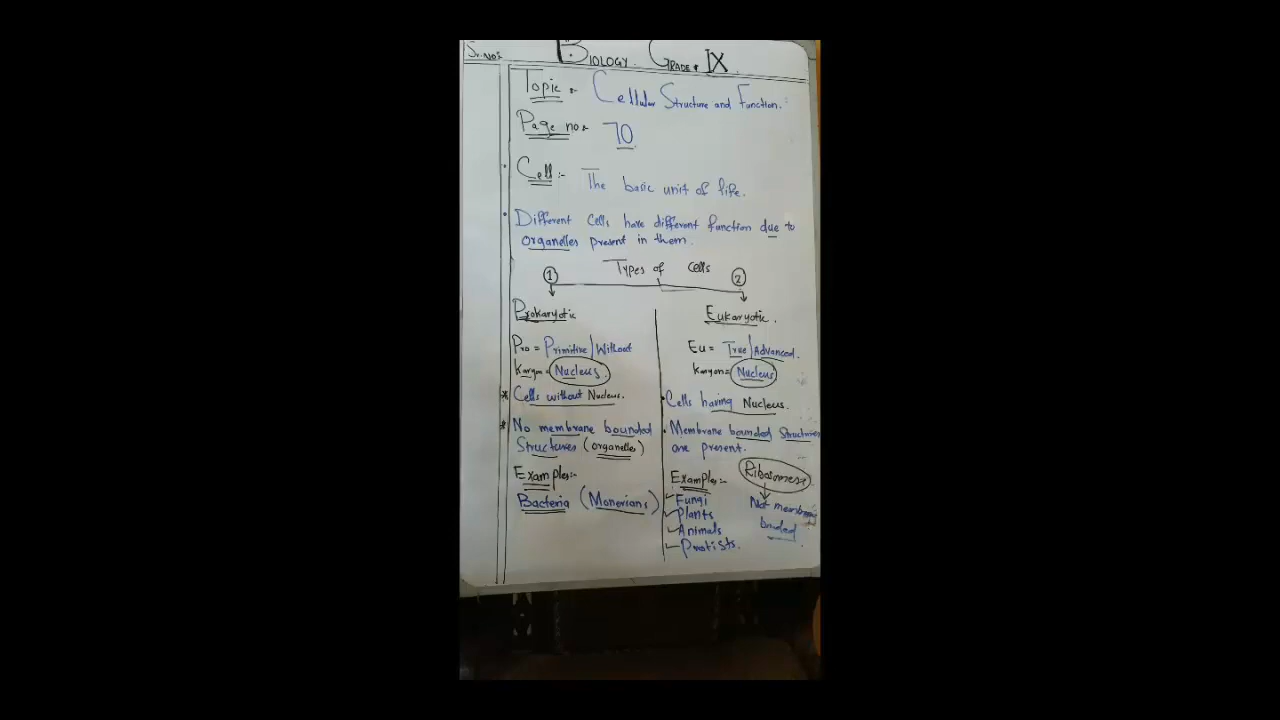 Sr.No:
BIOLOGY. GRADE: IX
Topic :- Cellular Structure and Function.
Page no:- 70
Cell:- The basic unit of life.
Different cells have different function due to
organelles present in them.
Types of cells
1 2
Prokaryotic
Pro = Primitive/Without
Karyon = Nucleus.
* Cells without Nucleus.
* No membrane bounded
Structures (organelles)
Examples:-
Bacteria (Monerians)
Eukaryotic.
Eu = True/Advanced.
Karyon = Nucleus
Cells having Nucleus.
Membrane bounded Structures
are present.
Examples:-
Fungi
Plants
Animals
Protists.
Ribosomes
Not membrane
bounded